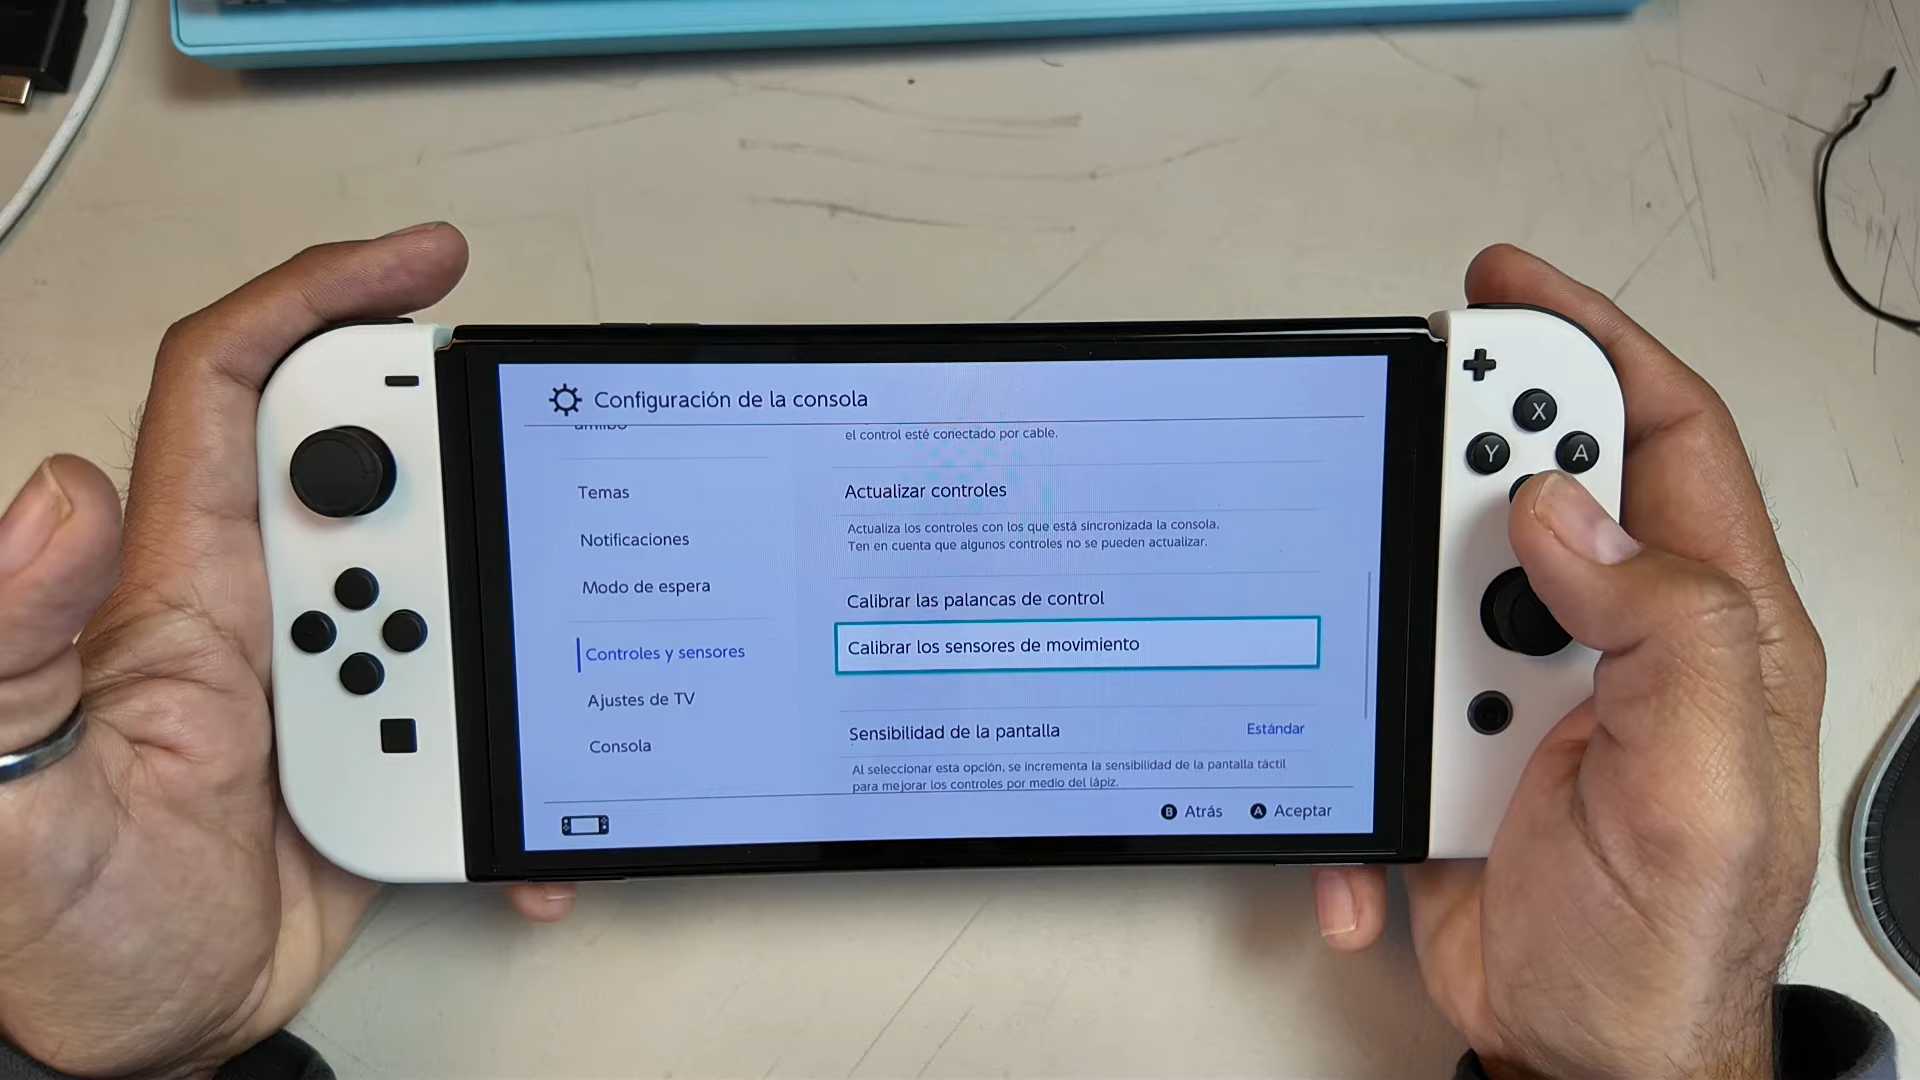 Configuración de la consola
amiibo
Temas
Notificaciones
Modo de espera
Controles y sensores
Ajustes de TV
Consola
el control esté conectado por cable.
Actualizar controles
Actualiza los controles con los que está sincronizada la consola.
Ten en cuenta que algunos controles no se pueden actualizar.
Calibrar las palancas de control
Calibrar los sensores de movimiento
Sensibilidad de la pantalla Estándar
Al seleccionar esta opción, se incrementa la sensibilidad de la pantalla táctil
para mejorar los controles por medio del lápiz.
B Atrás A Aceptar
X
Y A